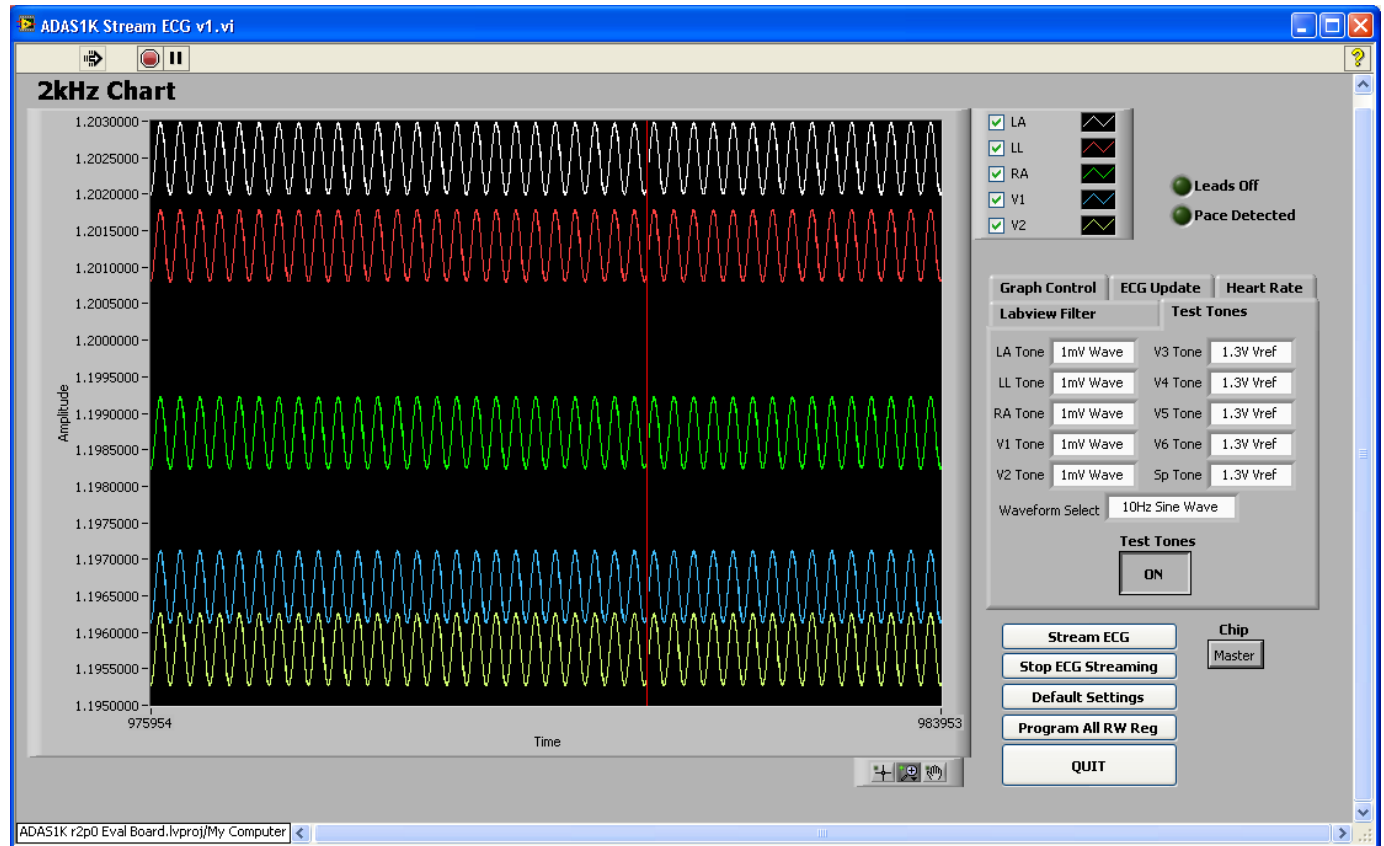 ADAS1K Stream ECG v1.vi
2kHz Chart
1.2030000
1.2025000
1.2020000
1.2015000
1.2010000
1.2005000
1.2000000
1.1995000
1.1990000
1.1985000
1.1980000
1.1975000
1.1970000
1.1965000
1.1960000
1.1955000
1.1950000
Amplitude
975954
983953
Time
LA
LL
RA
V1
V2
Leads Off
Pace Detected
Graph Control ECG Update Heart Rate
Labview Filter Test Tones
LA Tone 1mV Wave V3 Tone 1.3V Vref
LL Tone 1mV Wave V4 Tone 1.3V Vref
RA Tone 1mV Wave V5 Tone 1.3V Vref
V1 Tone 1mV Wave V6 Tone 1.3V Vref
V2 Tone 1mV Wave Sp Tone 1.3V Vref
Waveform Select 10Hz Sine Wave
Test Tones
ON
Stream ECG
Stop ECG Streaming
Default Settings
Program All RW Reg
QUIT
Chip
Master
ADAS1K r2p0 Eval Board.lvproj/My Computer